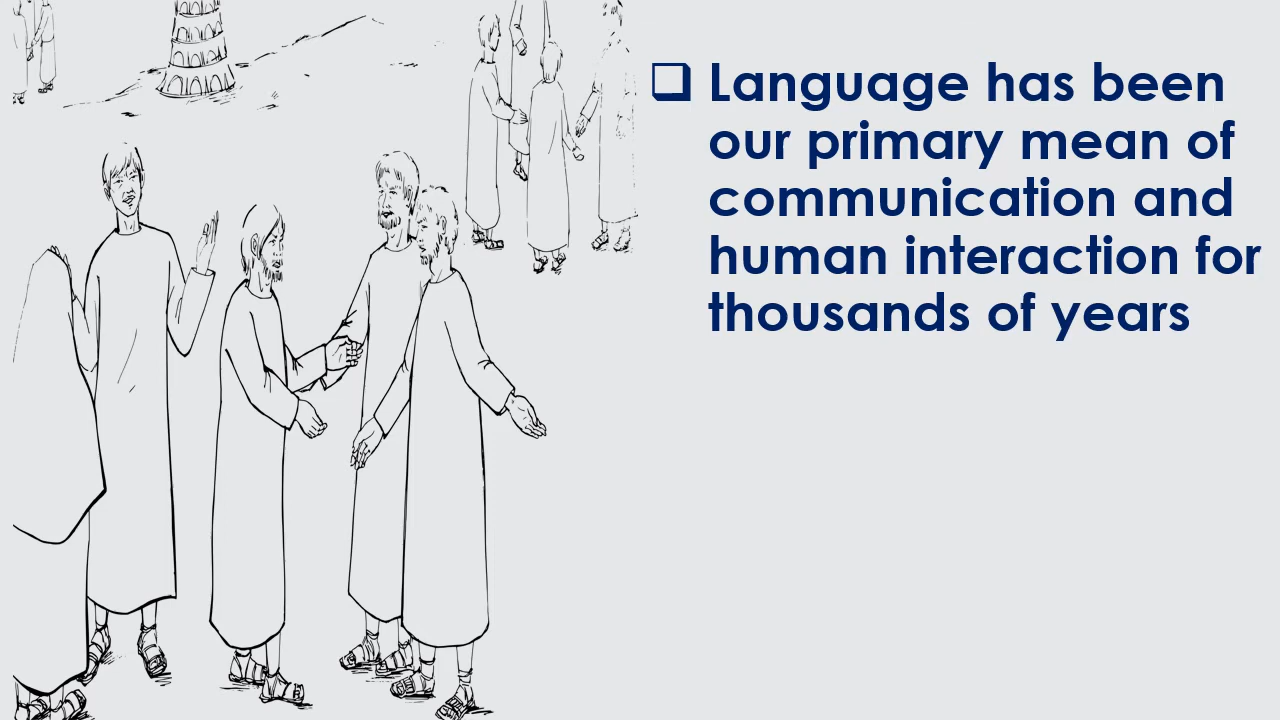 ❑ Language has been
our primary mean of
communication and
human interaction for
thousands of years